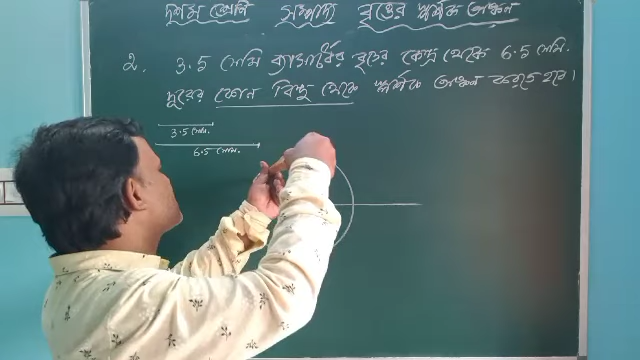 দশম শ্রেণি সম্পাদ্য বৃত্তের স্পর্শক অঙ্কন
2. 3.5 সেমি ব্যাসার্ধের বৃত্তের কেন্দ্র থেকে 6.5 সেমি.
দূরের কোন বিন্দু থেকে স্পর্শক অঙ্কন করতে হবে।
3.5 সেমি.
6.5 সেমি.